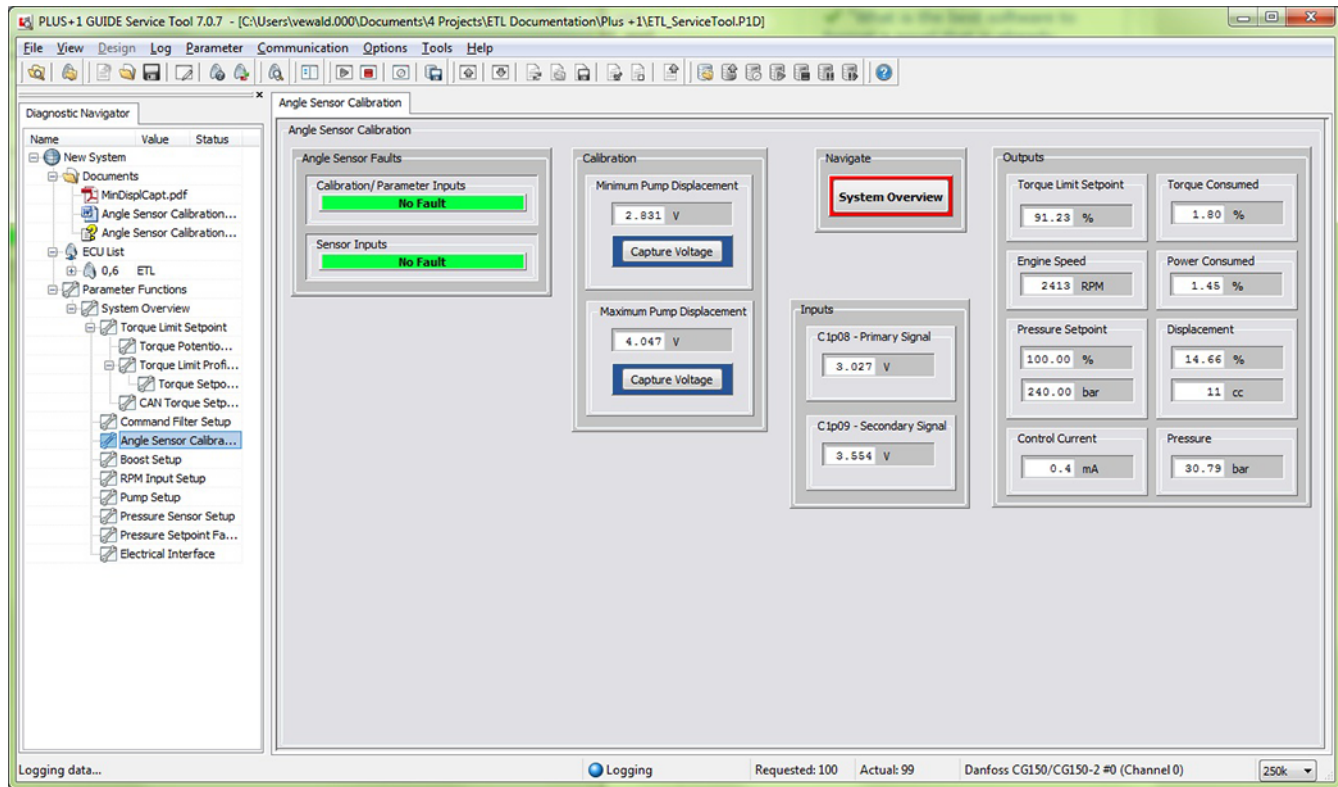 PLUS+1 GUIDE Service Tool 7.0.7 - [C:\Users\vewald.000\Documents\4 Projects\ETL Documentation\Plus +1\ETL_ServiceTool.P1D]
File View Design Log Parameter Communication Options Tools Help
Diagnostic Navigator
Name Value Status
New System
Documents
MinDisplCapt.pdf
Angle Sensor Calibration...
Angle Sensor Calibration...
ECU List
0,6 ETL
Parameter Functions
System Overview
Torque Limit Setpoint
Torque Potentio...
Torque Limit Profi...
Torque Setpo...
CAN Torque Setp...
Command Filter Setup
Angle Sensor Calibra...
Boost Setup
RPM Input Setup
Pump Setup
Pressure Sensor Setup
Pressure Setpoint Fa...
Electrical Interface
Angle Sensor Calibration
Angle Sensor Calibration
Angle Sensor Faults
Calibration/Parameter Inputs
No Fault
Sensor Inputs
No Fault
Calibration
Minimum Pump Displacement
2.831 V
Capture Voltage
Maximum Pump Displacement
4.047 V
Capture Voltage
Navigate
System Overview
Inputs
C1p08 - Primary Signal
3.027 V
C1p09 - Secondary Signal
3.554 V
Outputs
Torque Limit Setpoint
91.23 %
Torque Consumed
1.80 %
Engine Speed
2413 RPM
Power Consumed
1.45 %
Pressure Setpoint
100.00 %
240.00 bar
Displacement
14.66 %
11 cc
Control Current
0.4 mA
Pressure
30.79 bar
Logging data...
Logging
Requested: 100
Actual: 99
Danfoss CG150/CG150-2 #0 (Channel 0)
250k